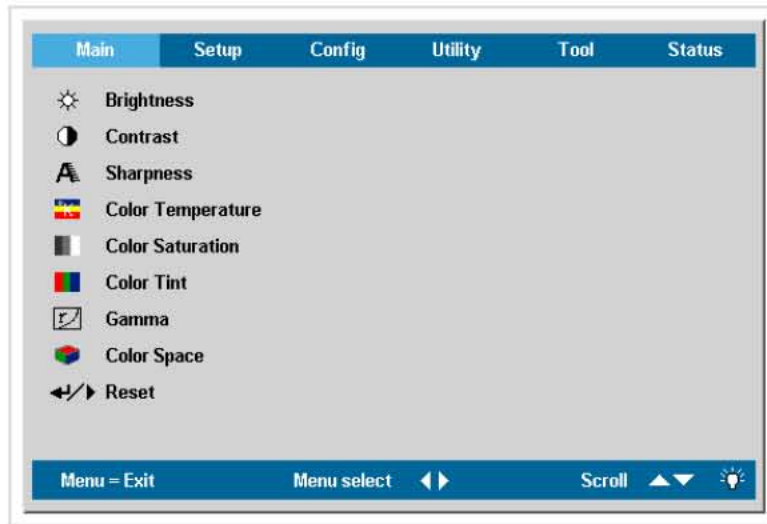 Main Setup Config Utility Tool Status
Brightness
Contrast
Sharpness
Color Temperature
Color Saturation
Color Tint
Gamma
Color Space
Reset
Menu = Exit Menu select Scroll